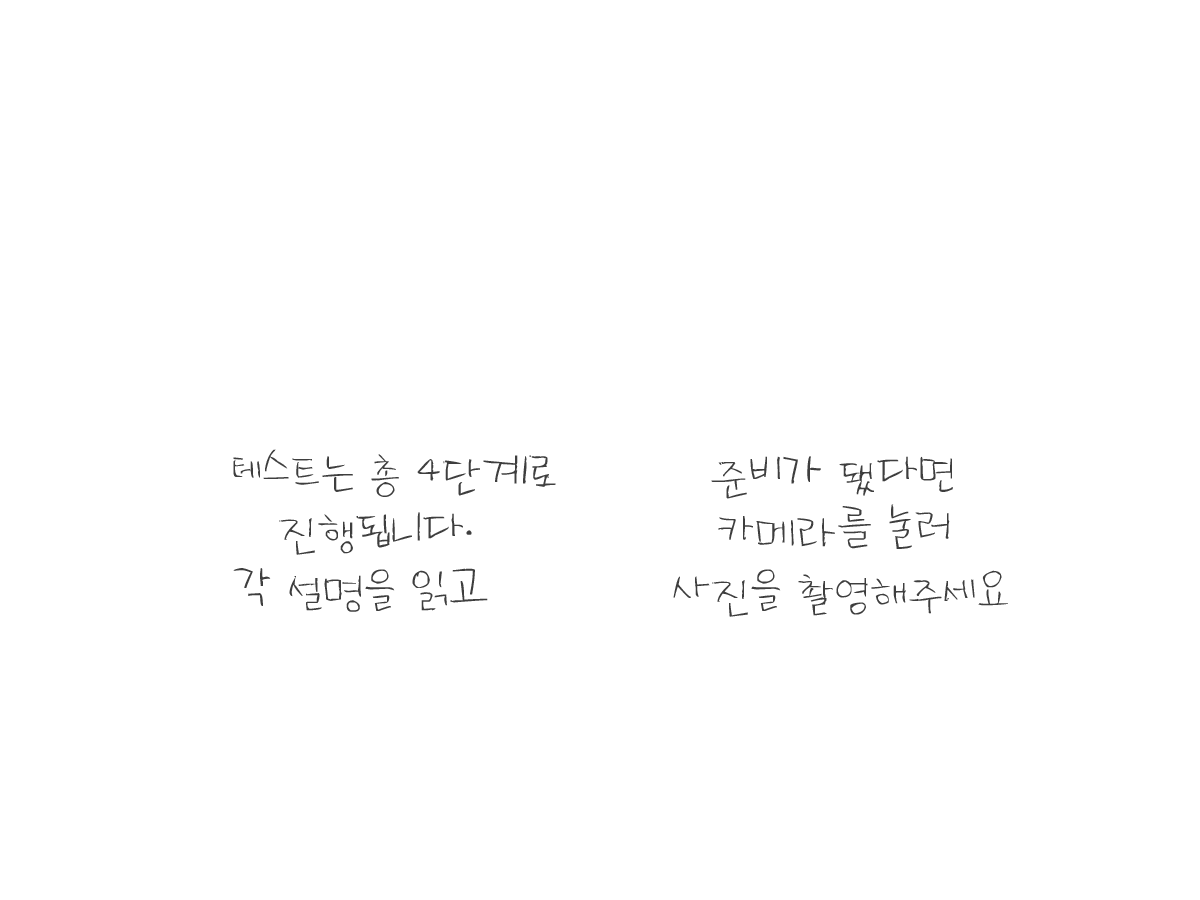 테스트는 총 4단계로
진행됩니다.
각 설명을 읽고
준비가 됐다면
카메라를 눌러
사진을 촬영해주세요